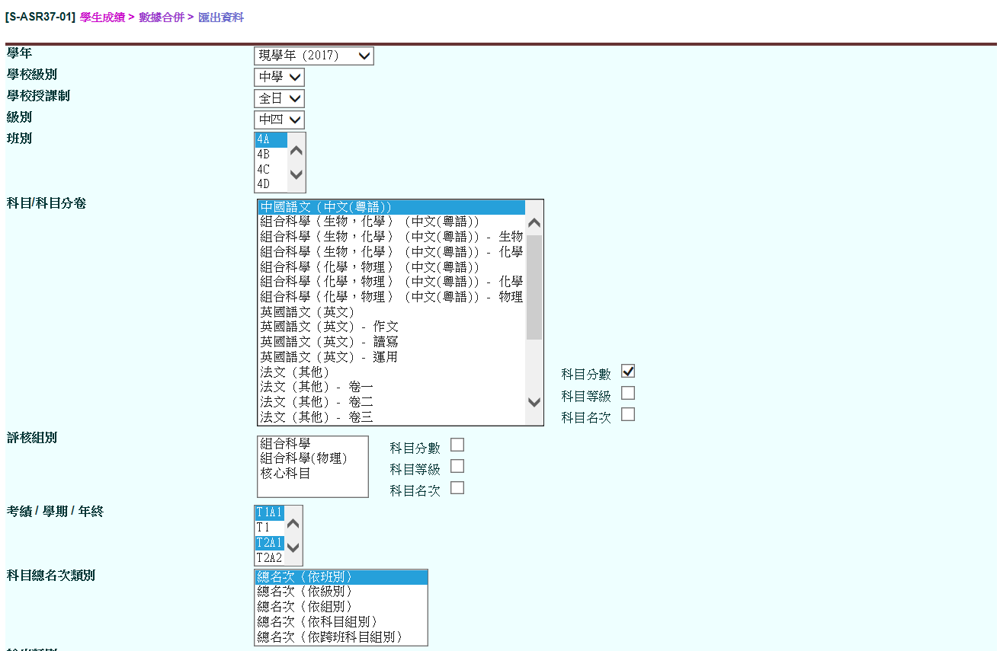 [S-ASR37-01] 學生成績 > 數據合併 > 匯出資料
學年 現學年 (2017)
學校級別 中學
學校授課制 全日
級別 中四
班別 4A
4B
4C
4D
科目/科目分卷 中國語文 (中文(粵語))
組合科學（生物，化學） (中文(粵語))
組合科學（生物，化學） (中文(粵語)) - 生物
組合科學（生物，化學） (中文(粵語)) - 化學
組合科學（化學，物理） (中文(粵語))
組合科學（化學，物理） (中文(粵語)) - 化學
組合科學（化學，物理） (中文(粵語)) - 物理
英國語文 (英文)
英國語文 (英文) - 作文
英國語文 (英文) - 讀寫
英國語文 (英文) - 運用
法文 (其他)
法文 (其他) - 卷一
法文 (其他) - 卷二
法文 (其他) - 卷三
科目分數
科目等級
科目名次
評核組別 組合科學
組合科學(物理)
核心科目
科目分數
科目等級
科目名次
考績 / 學期 / 年終 T1A1
T1
T2A1
T2A2
科目總名次類別 總名次（依班別）
總名次（依級別）
總名次（依組別）
總名次（依科目組別）
總名次（依跨班科目組別）